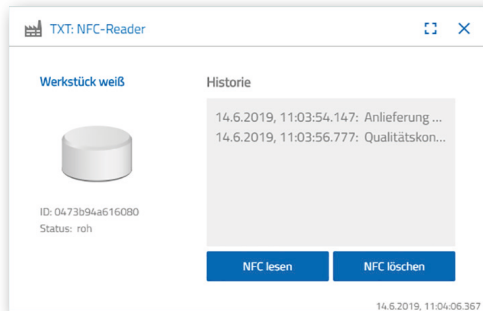 TXT: NFC-Reader
Werkstück weiß
Historie
14.6.2019, 11:03:54.147: Anlieferung ...
14.6.2019, 11:03:56.777: Qualitätskon...
ID: 0473b94a616080
Status: roh
NFC lesen
NFC löschen
14.6.2019, 11:04:06.367